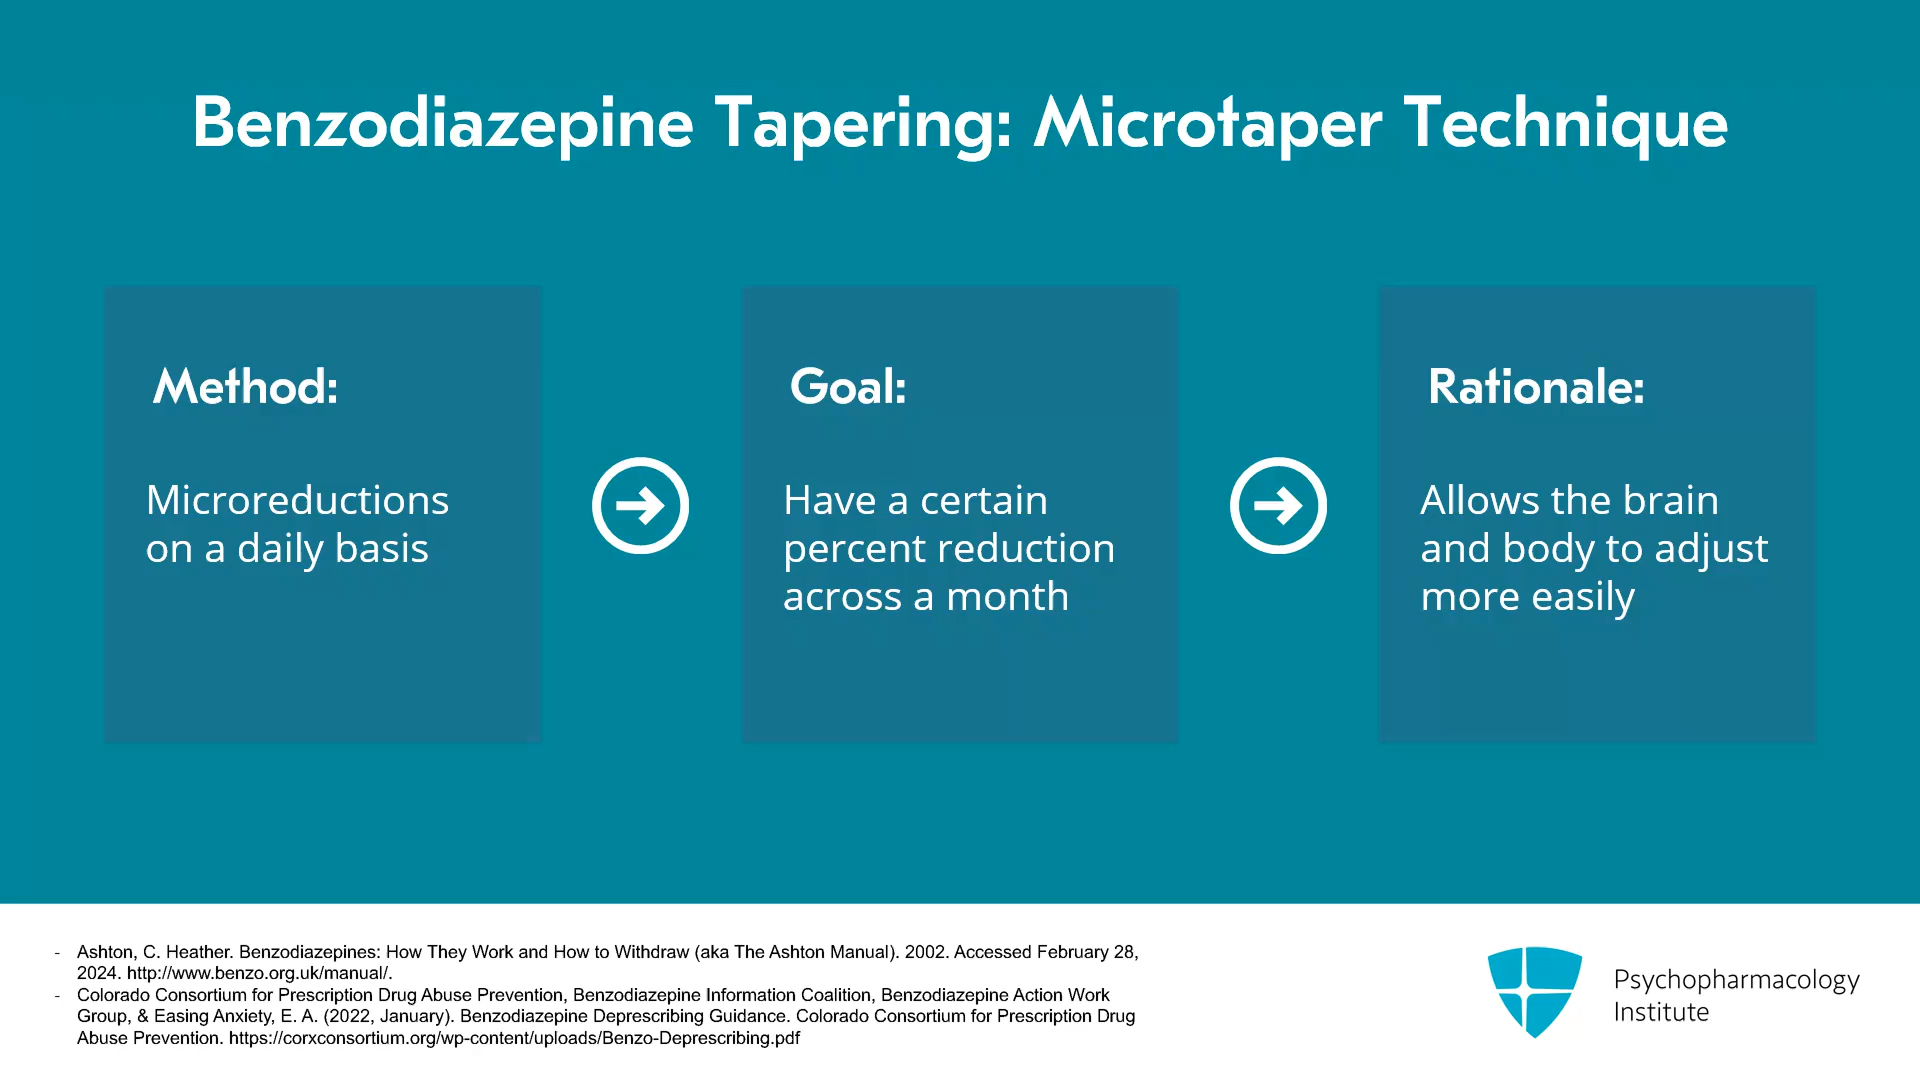 Benzodiazepine Tapering: Microtaper Technique
Method:
Microreductions
on a daily basis
Goal:
Have a certain
percent reduction
across a month
Rationale:
Allows the brain
and body to adjust
more easily
- Ashton, C. Heather. Benzodiazepines: How They Work and How to Withdraw (aka The Ashton Manual). 2002. Accessed February 28,
2024. http://www.benzo.org.uk/manual/.
- Colorado Consortium for Prescription Drug Abuse Prevention, Benzodiazepine Information Coalition, Benzodiazepine Action Work
Group, & Easing Anxiety, E. A. (2022, January). Benzodiazepine Deprescribing Guidance. Colorado Consortium for Prescription Drug
Abuse Prevention. https://corxconsortium.org/wp-content/uploads/Benzo-Deprescribing.pdf
Psychopharmacology
Institute